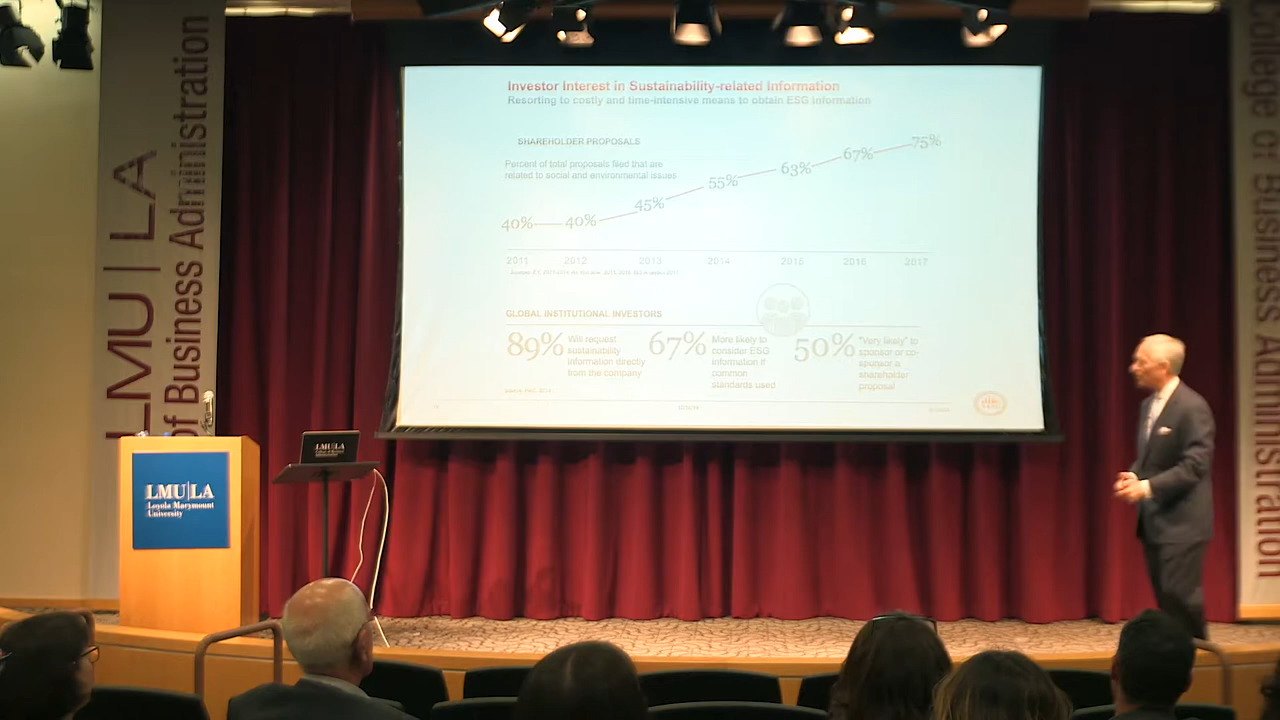 LMU|LA
of Business Administration
College of Business Administration
Investor Interest in Sustainability-related Information
Resorting to costly and time-intensive means to obtain ESG information
SHAREHOLDER PROPOSALS
Percent of total proposals filed that are
related to social and environmental issues
40% 40% 45% 55% 63% 67% 75%
2011 2012 2013 2014 2015 2016 2017
GLOBAL INSTITUTIONAL INVESTORS
89%
Will request
sustainability
information directly
from the company
67%
More likely to
consider ESG
information if
common
standards used
50%
"Very likely" to
sponsor or co-
sponsor a
shareholder
proposal
LMU|LA
LMU|LA
Loyola Marymount
University